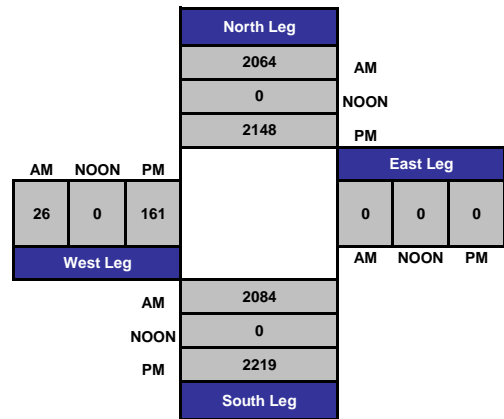 North Leg
2064 AM
0 NOON
2148 PM
East Leg
AM NOON PM
26 0 161
0 0 0
West Leg
AM NOON PM
AM 2084
NOON 0
PM 2219
South Leg